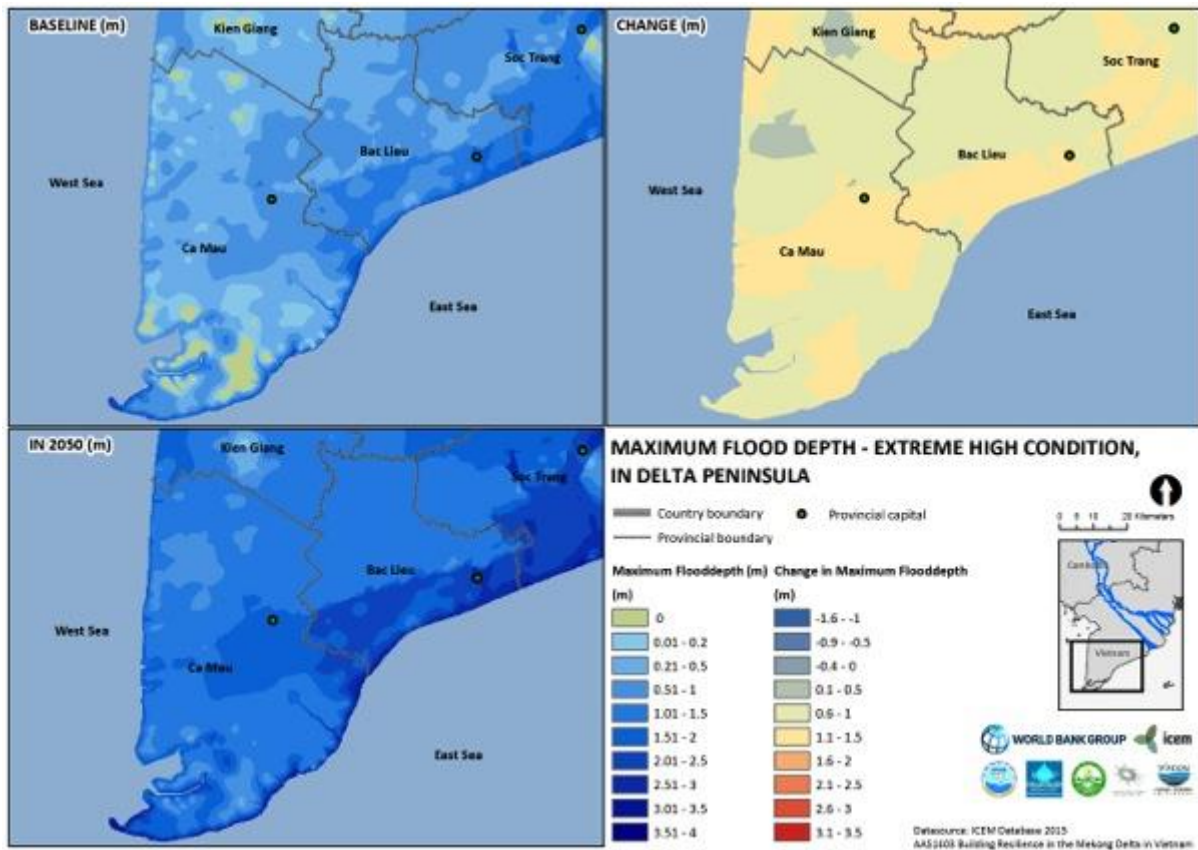 BASELINE (m)
Kien Giang
Soc Trang
Bac Lieu
West Sea
Ca Mau
East Sea
CHANGE (m)
Kien Giang
Soc Trang
Bac Lieu
West Sea
Ca Mau
East Sea
IN 2050 (m)
Kien Giang
Soc Trang
Bac Lieu
West Sea
Ca Mau
East Sea
MAXIMUM FLOOD DEPTH - EXTREME HIGH CONDITION,
IN DELTA PENINSULA
Country boundary
Provincial capital
Provincial boundary
0 5 10 20 Kilometers
Maximum Flooddepth (m)
0
0.01 - 0.2
0.21 - 0.5
0.51 - 1
1.01 - 1.5
1.51 - 2
2.01 - 2.5
2.51 - 3
3.01 - 3.5
3.51 - 4
Change in Maximum Flooddepth
(m)
-1.6 - -1
-0.9 - -0.5
-0.4 - 0
0.1 - 0.5
0.6 - 1
1.1 - 1.5
1.6 - 2
2.1 - 2.5
2.6 - 3
3.1 - 3.5
Vietnam
WORLD BANK GROUP
icem
Datasource: ICEM Database 2015
AAS1603 Building Resilience in the Mekong Delta in Vietnam